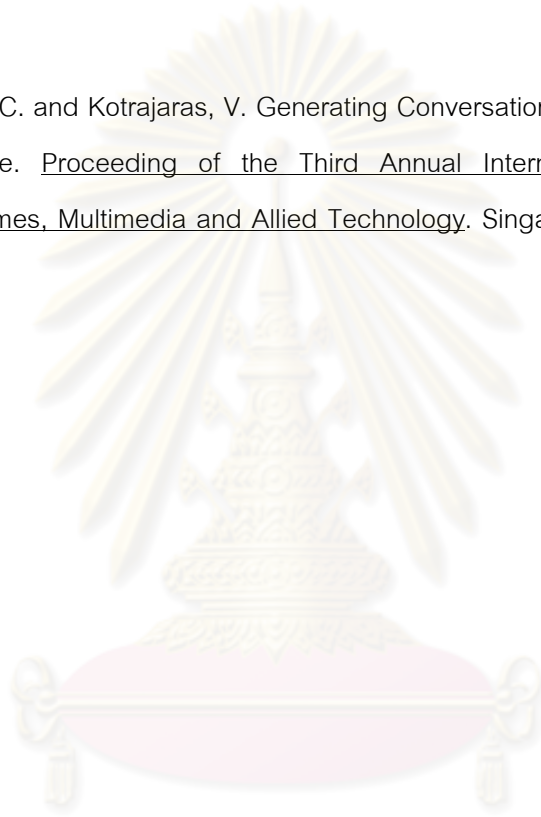 C. and Kotrajaras, V. Generating Conversation
e. Proceeding of the Third Annual Intern
mes, Multimedia and Allied Technology. Singa